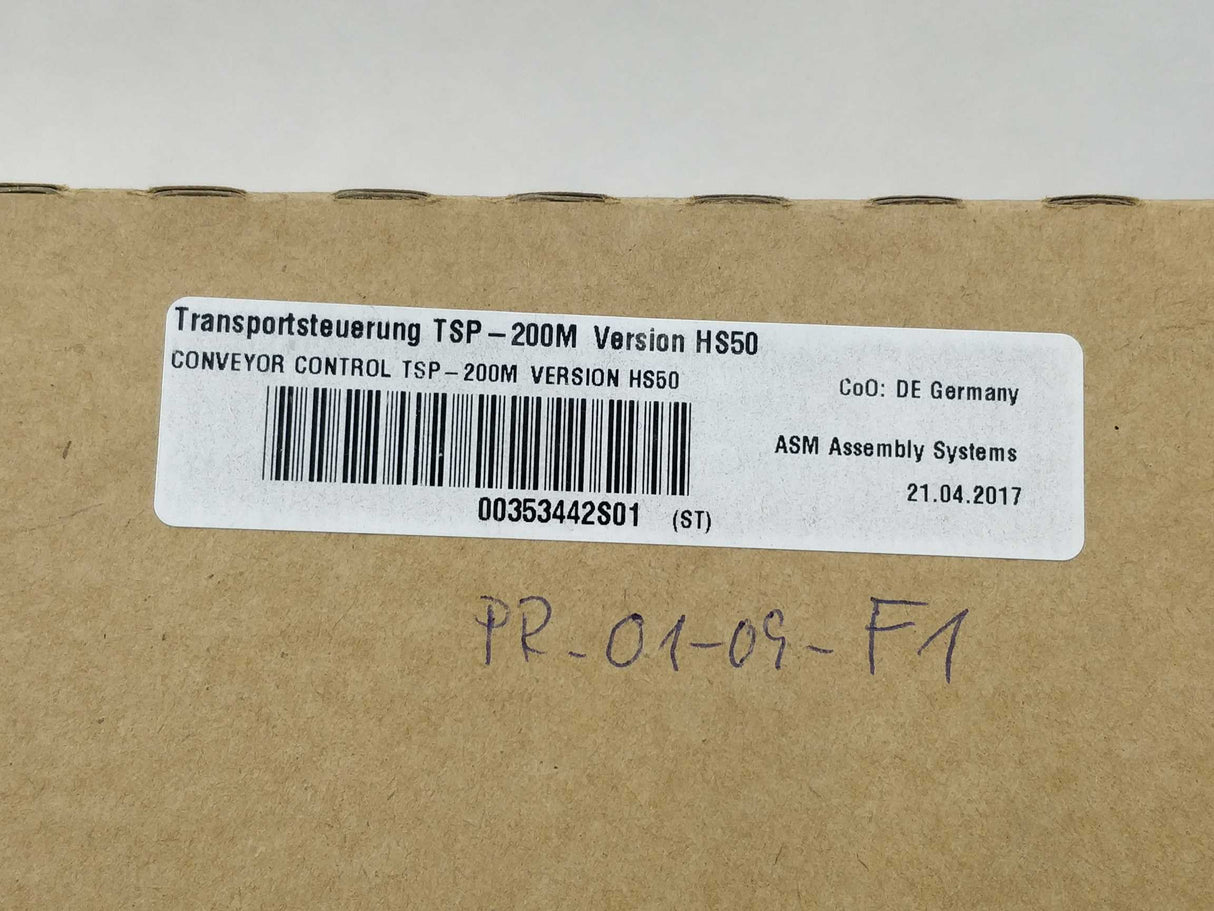 Transportsteuerung TSP-200M Version HS50
CONVEYOR CONTROL TSP-200M VERSION HS50
CoO: DE Germany
ASM Assembly Systems
21.04.2017
00353442S01 (ST)
PR-01-09-F1